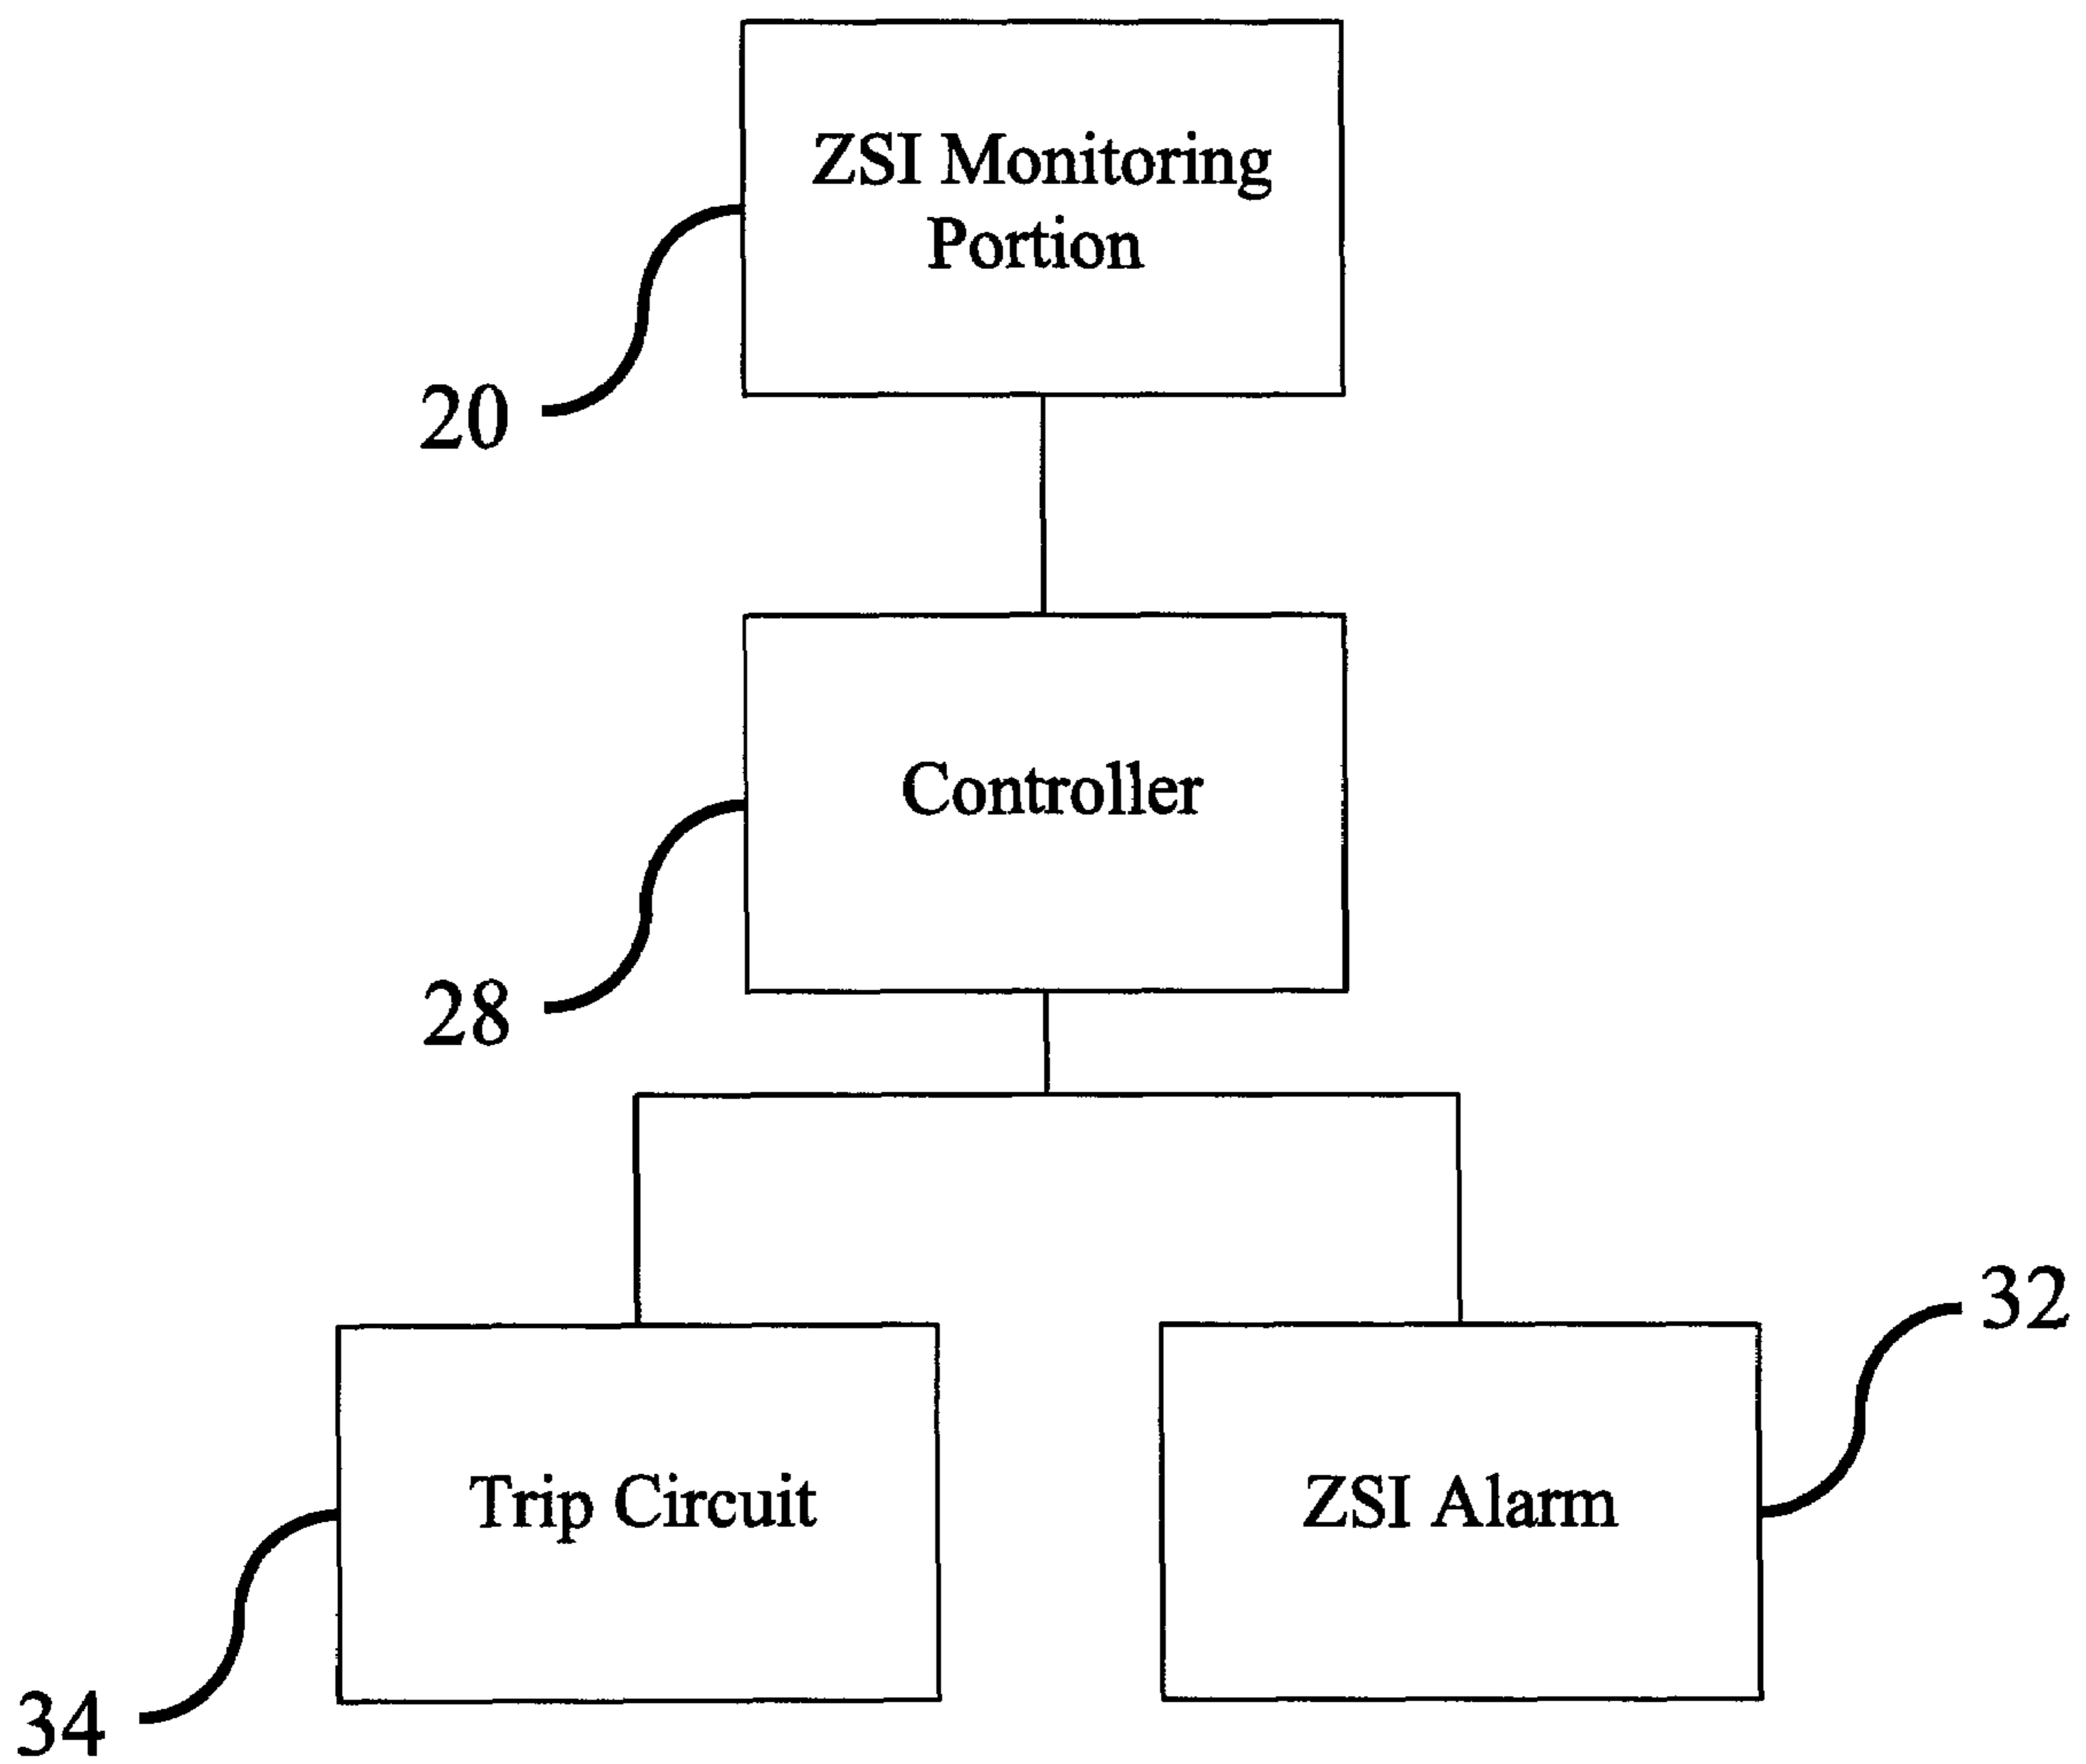 ZSI Monitoring
Portion
20
Controller
28
32
Trip Circuit
ZSI Alarm
34